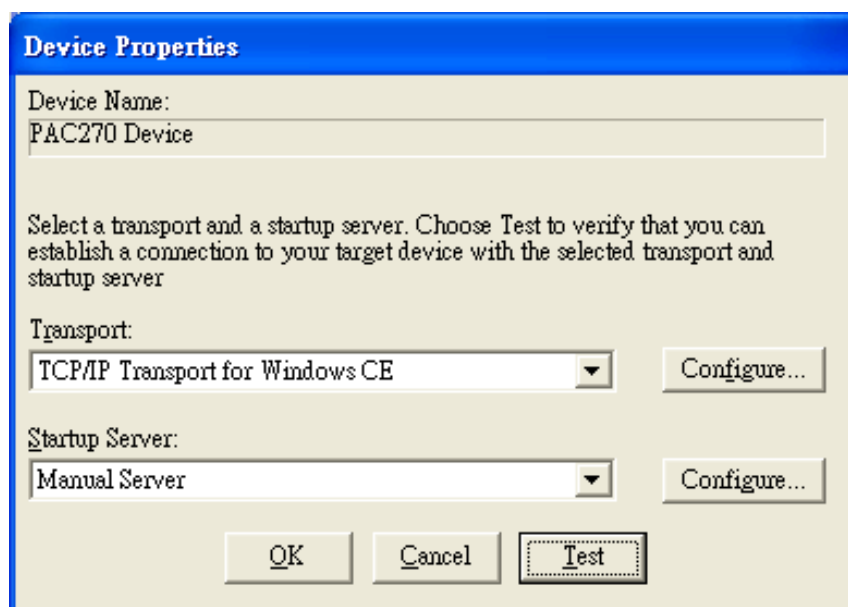 Device Properties
Device Name:
PAC270 Device
Select a transport and a startup server. Choose Test to verify that you can
establish a connection to your target device with the selected transport and
startup server
Transport:
TCP/IP Transport for Windows CE
Configure...
Startup Server:
Manual Server
Configure...
OK Cancel Test